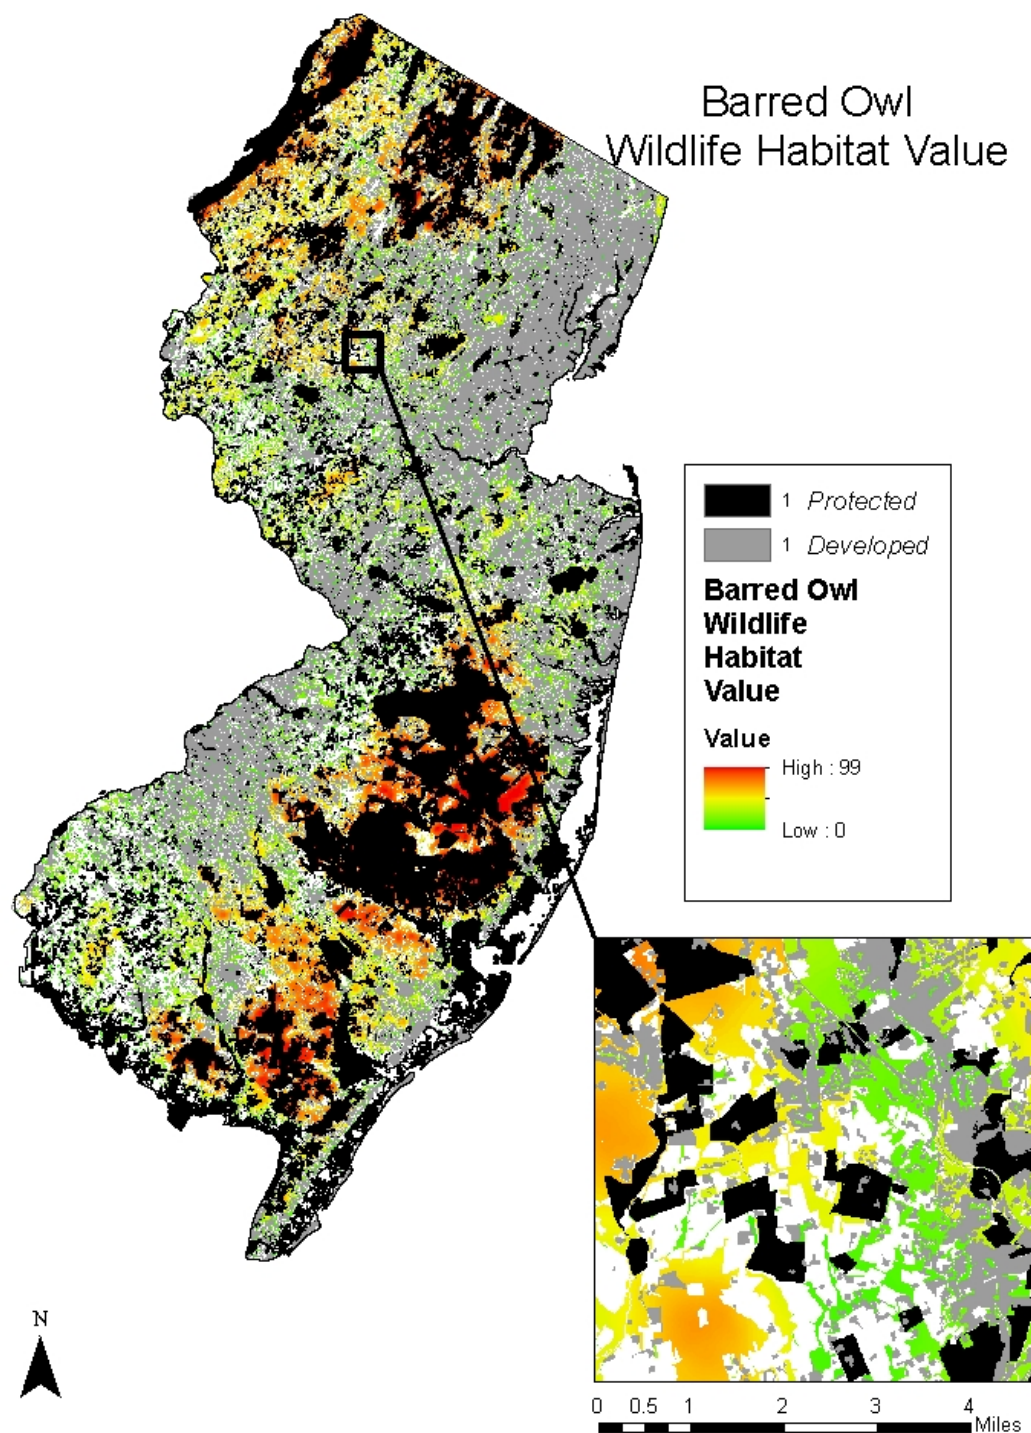 Barred Owl
Wildlife Habitat Value
1 Protected
1 Developed
Barred Owl
Wildlife
Habitat
Value
Value
High : 99
Low : 0
N
0 0.5 1 2 3 4
Miles